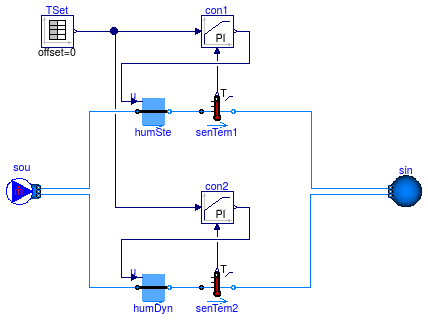 TSet
con1
PI
offset=0
u
T
humSte
senTem1
sou
sin
con2
PI
u
T
humDyn
senTem2